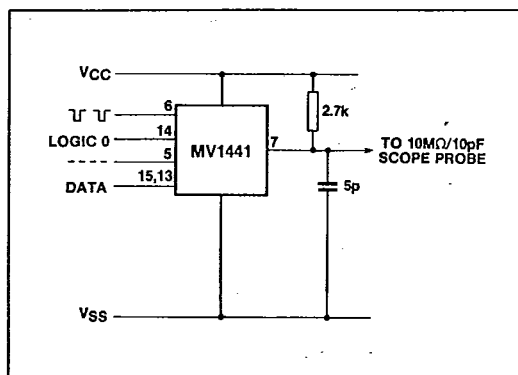 VCC
6
2.7k
LOGIC 0
14
MV1441
7
TO 10MΩ/10pF
SCOPE PROBE
5
DATA
15,13
5p
VSS